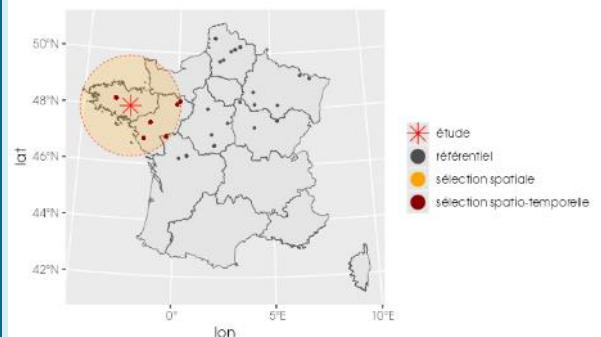 50°N
48°N
46°N
44°N
42°N
lat
0°
5°E
10°E
lon
étude
référentiel
sélection spatiale
sélection spatio-temporelle